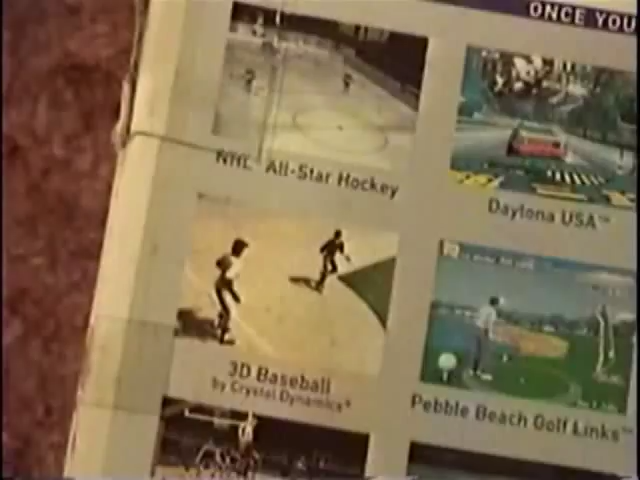 ONCE YOU
NHL All-Star Hockey
Daytona USA™
3D Baseball
by Crystal Dynamics®
Pebble Beach Golf Links™